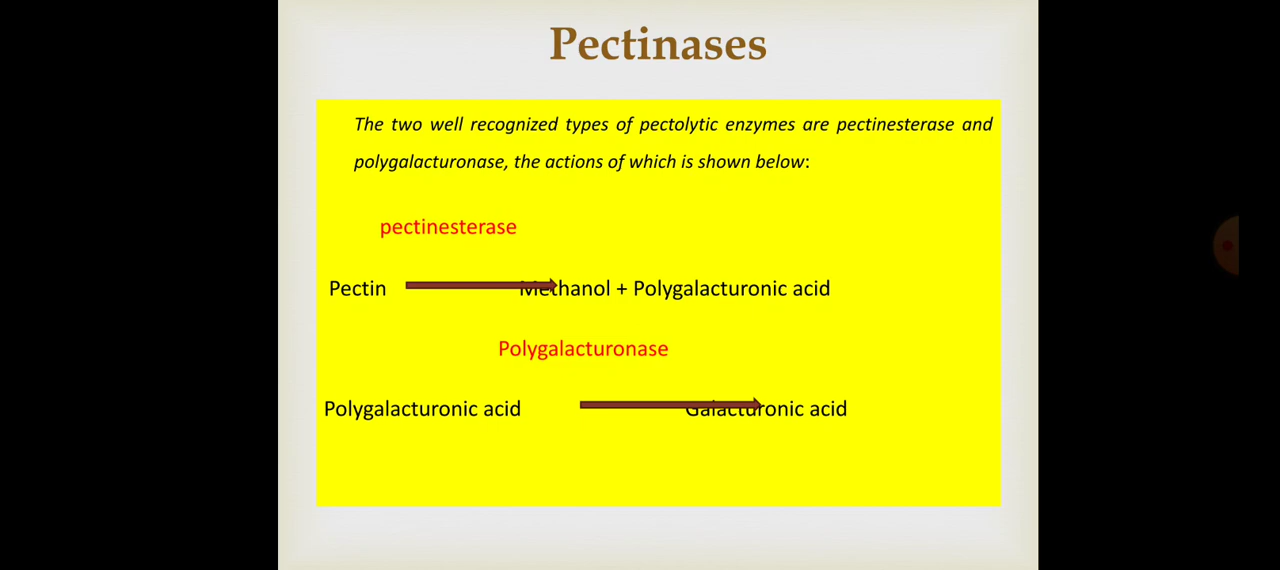 Pectinases
The two well recognized types of pectolytic enzymes are pectinesterase and
polygalacturonase, the actions of which is shown below:
pectinesterase
Pectin Methanol + Polygalacturonic acid
Polygalacturonase
Polygalacturonic acid Galacturonic acid